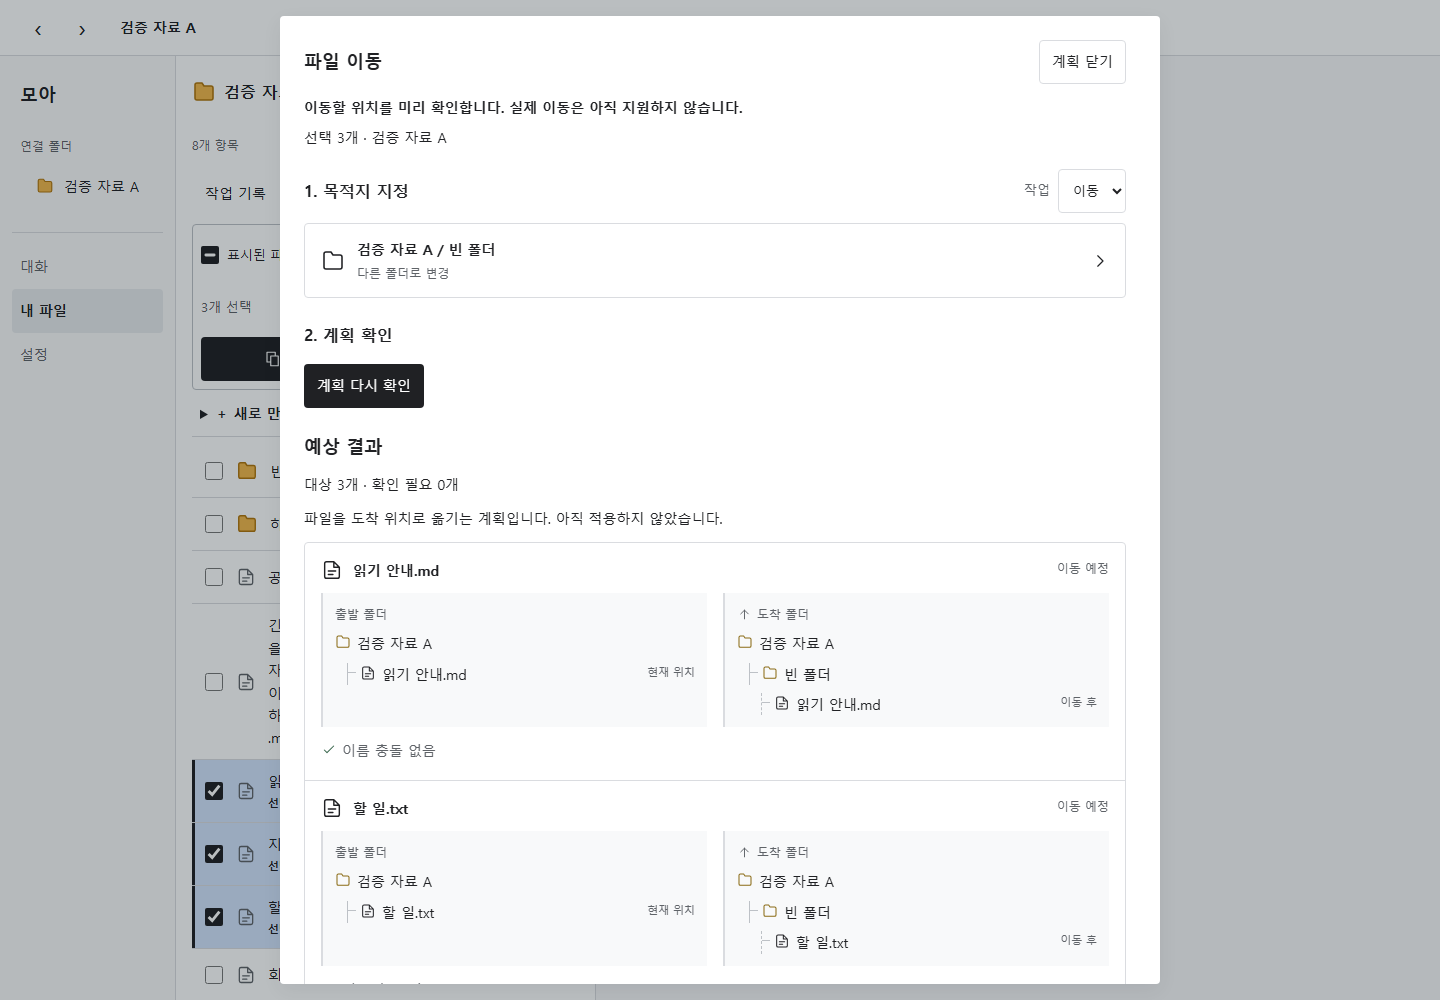 검증 자료 A
모아
연결 폴더
검증 자료 A
대화
내 파일
설정
검증 자
8개 항목
작업 기록
표시된
3개 선택
+ 새로 만
파일 이동
계획 닫기
이동할 위치를 미리 확인합니다. 실제 이동은 아직 지원하지 않습니다.
선택 3개 · 검증 자료 A
1. 목적지 지정
작업
이동
검증 자료 A / 빈 폴더
다른 폴더로 변경
2. 계획 확인
계획 다시 확인
예상 결과
대상 3개 · 확인 필요 0개
파일을 도착 위치로 옮기는 계획입니다. 아직 적용하지 않았습니다.
읽기 안내.md
이동 예정
출발 폴더
검증 자료 A
읽기 안내.md
현재 위치
도착 폴더
검증 자료 A
빈 폴더
읽기 안내.md
이동 후
이름 충돌 없음
할 일.txt
이동 예정
출발 폴더
검증 자료 A
할 일.txt
현재 위치
도착 폴더
검증 자료 A
빈 폴더
할 일.txt
이동 후